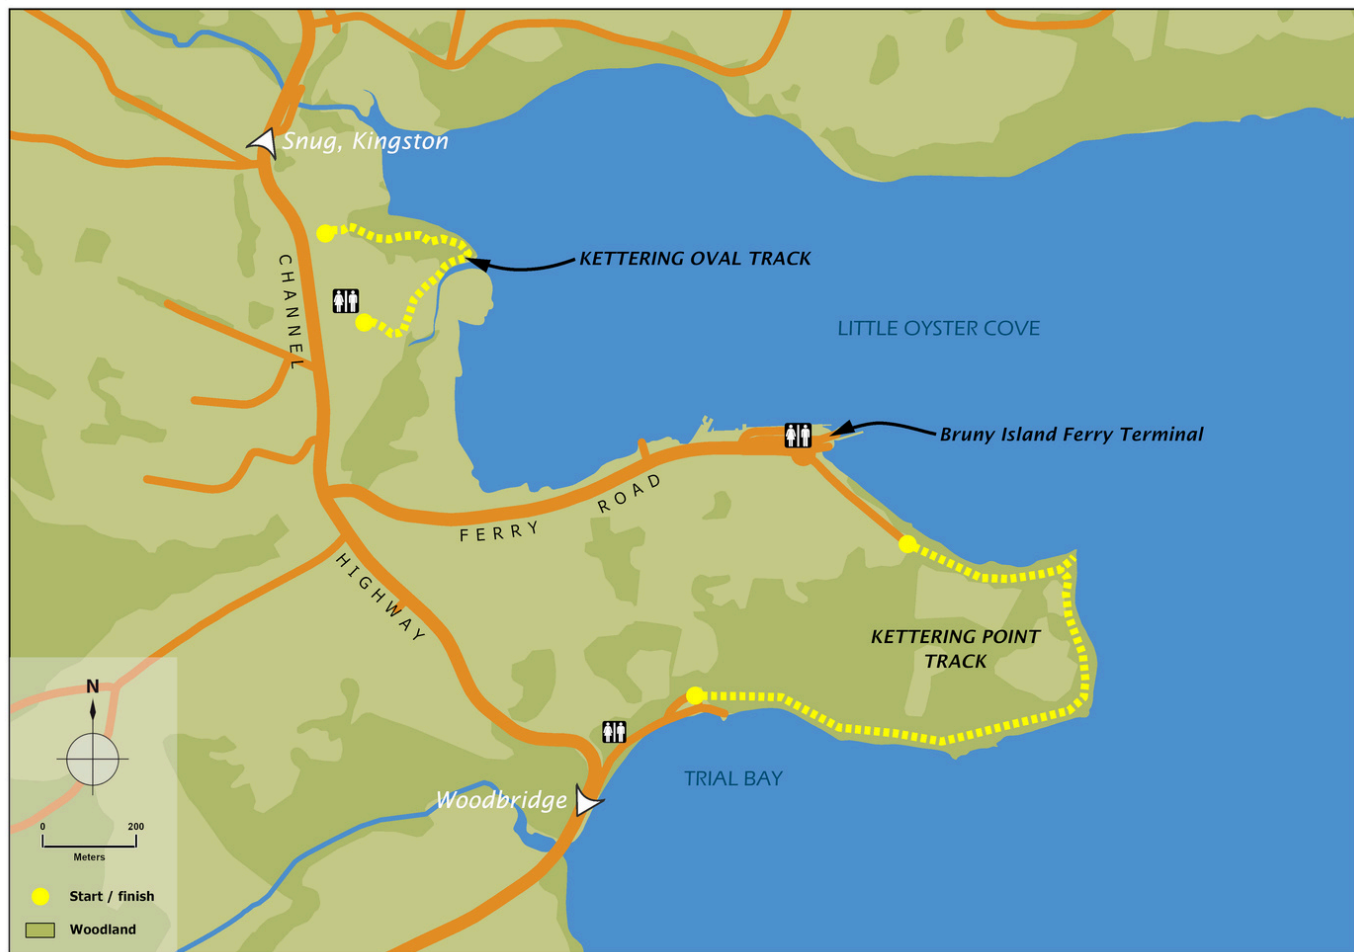 Snug, Kingston
CHANNEL
KETTERING OVAL TRACK
LITTLE OYSTER COVE
Bruny Island Ferry Terminal
FERRY ROAD
HIGHWAY
KETTERING POINT
TRACK
N
TRIAL BAY
Woodbridge
0 200
Meters
Start / finish
Woodland